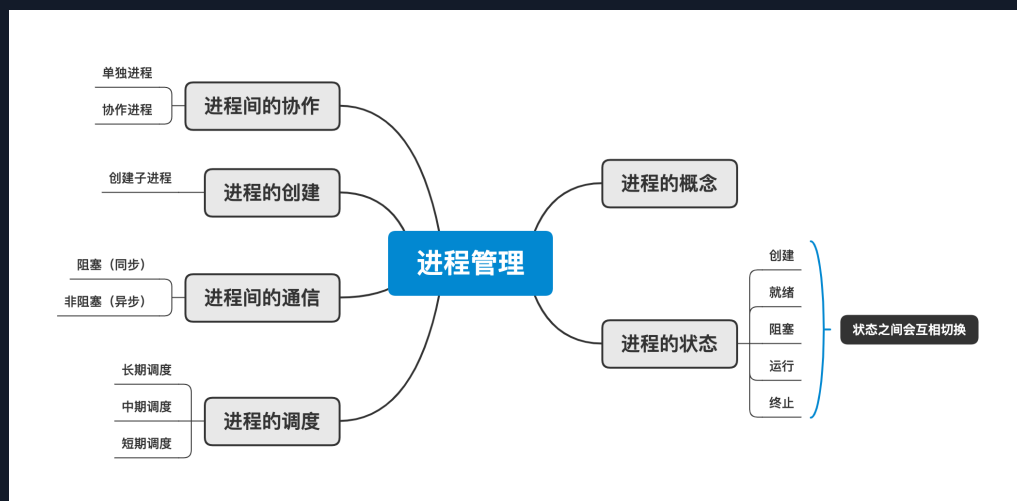 进程管理
进程的概念
进程的状态
创建
就绪
阻塞
运行
终止
状态之间会互相切换
进程间的协作
单独进程
协作进程
进程的创建
创建子进程
进程间的通信
阻塞（同步）
非阻塞（异步）
进程的调度
长期调度
中期调度
短期调度